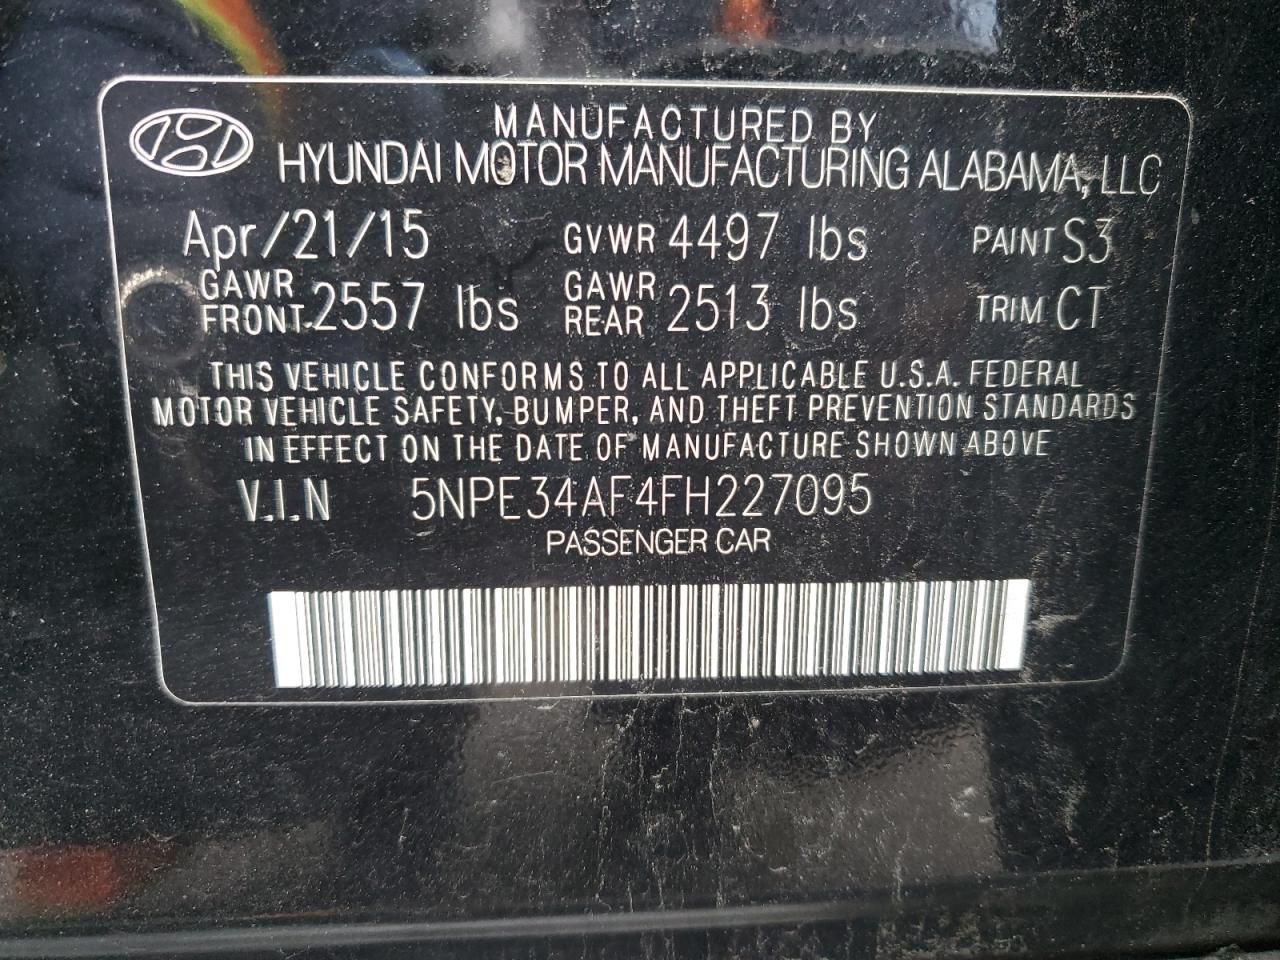 MANUFACTURED BY
HYUNDAI MOTOR MANUFACTURING ALABAMA, LLC
Apr/21/15 GVWR 4497 lbs PAINT S3
GAWR FRONT 2557 lbs GAWR REAR 2513 lbs TRIM CT
THIS VEHICLE CONFORMS TO ALL APPLICABLE U.S.A. FEDERAL
MOTOR VEHICLE SAFETY, BUMPER, AND THEFT PREVENTION STANDARDS
IN EFFECT ON THE DATE OF MANUFACTURE SHOWN ABOVE
V.I.N 5NPE34AF4FH227095
PASSENGER CAR